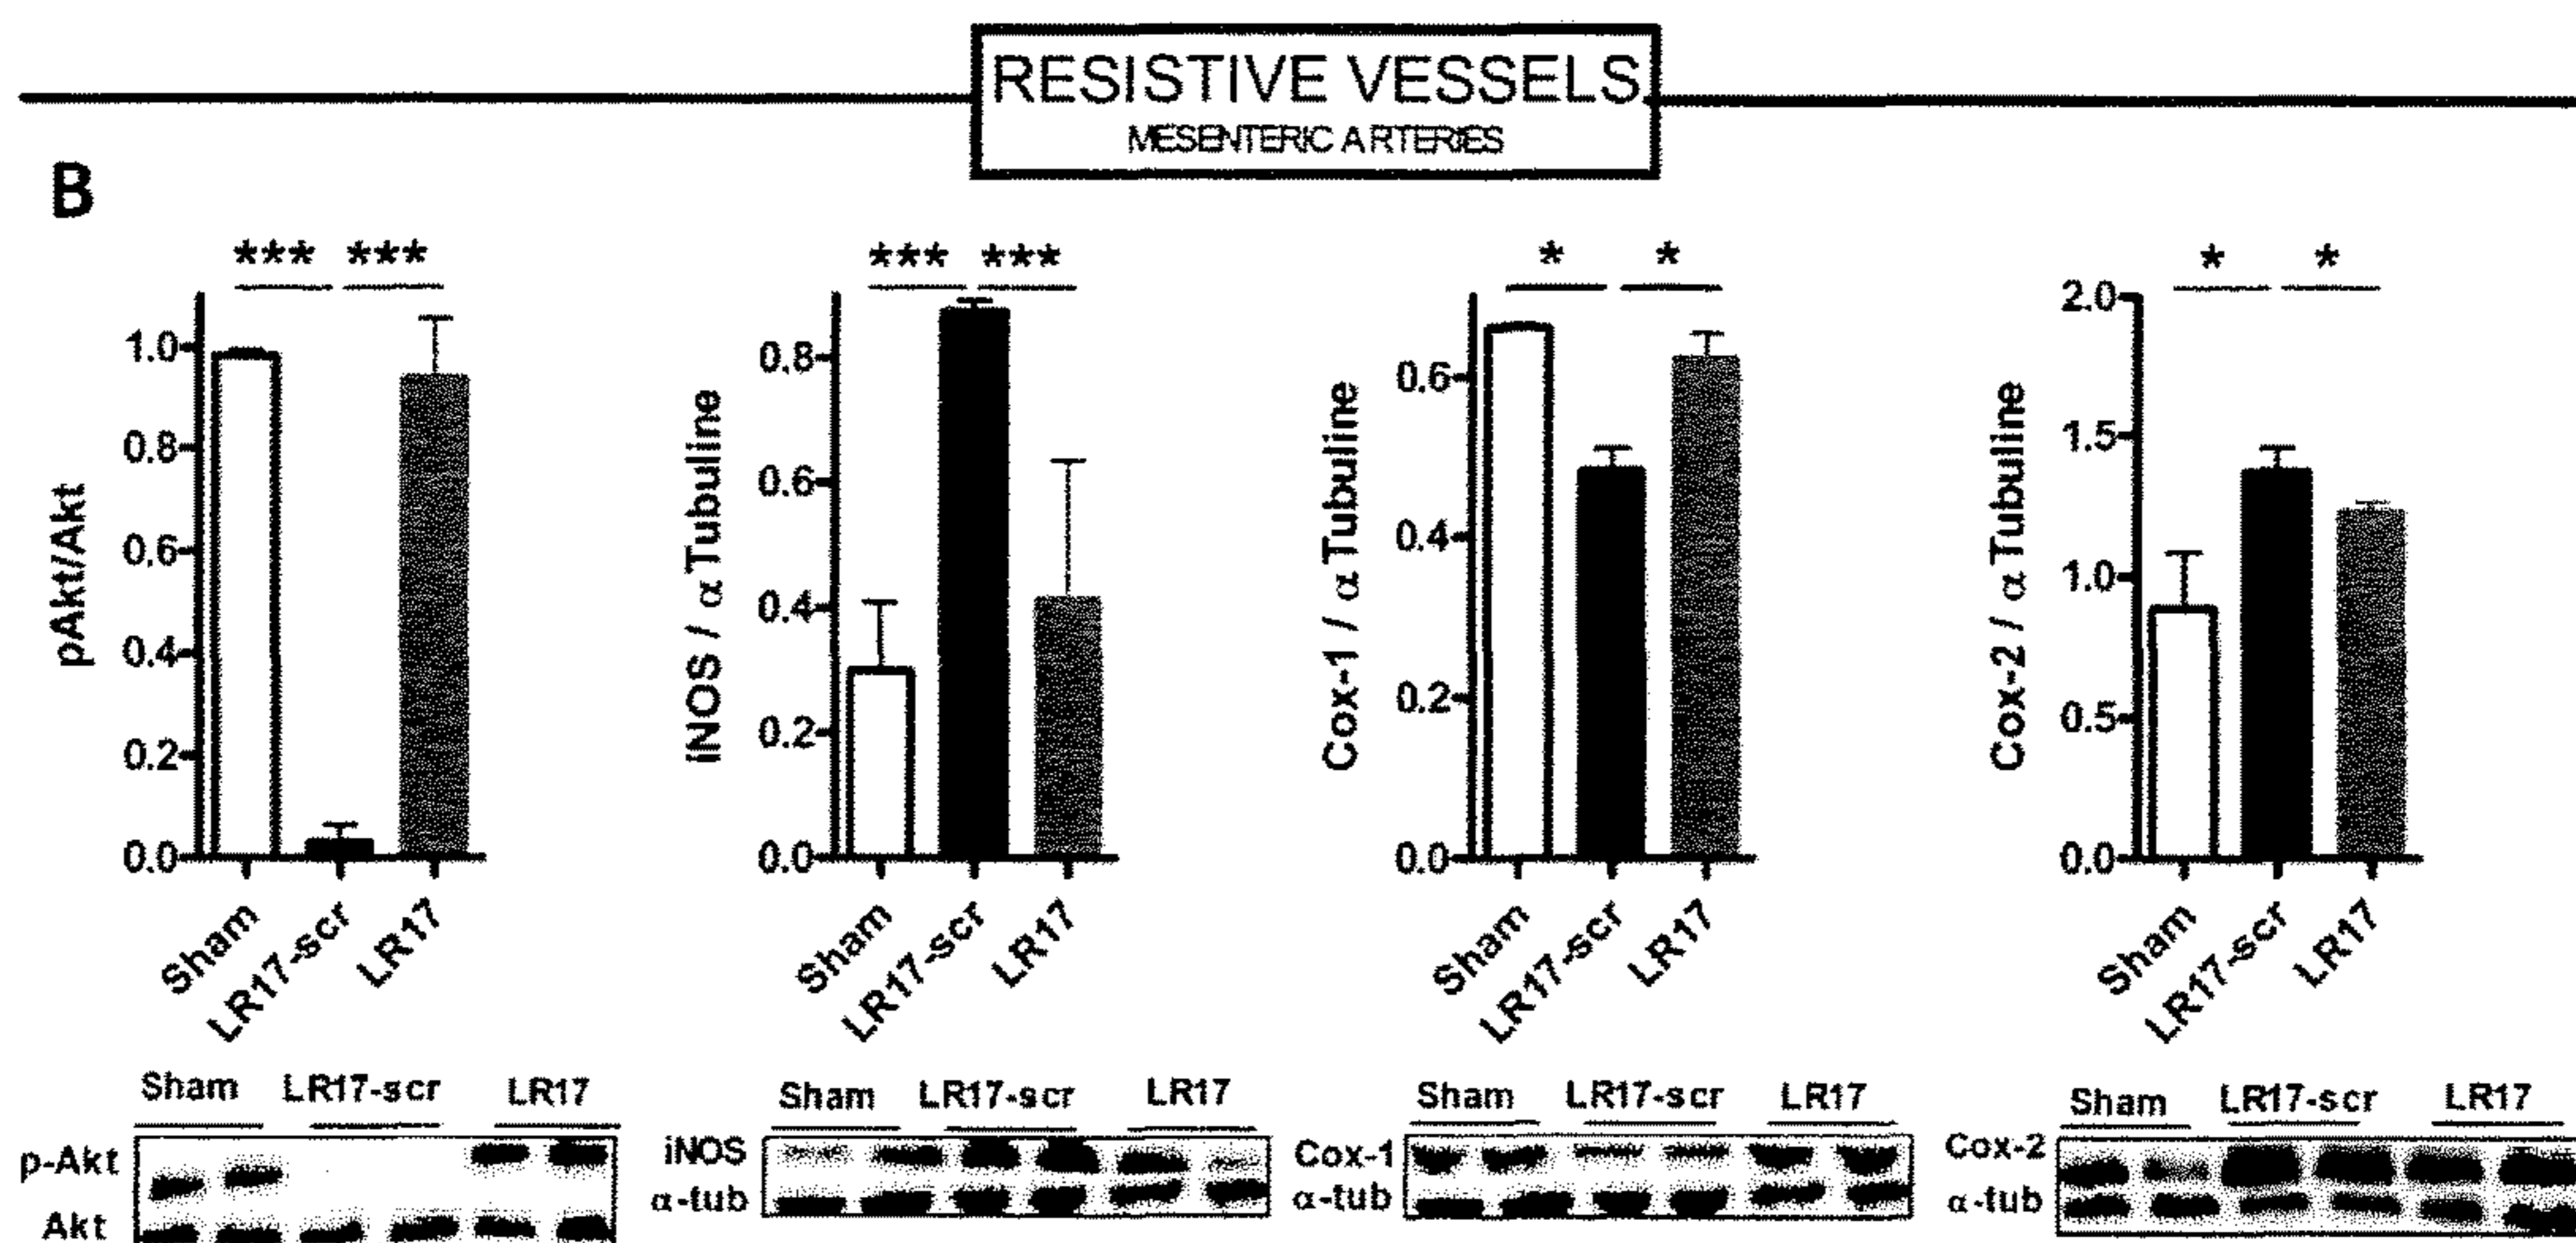 RESISTIVE VESSELS
MESENTERIC ARTERIES
B
*** ***
pAkt/Akt
1.0
0.8
0.6
0.4
0.2
0.0
Sham
LR17-scr
LR17
*** ***
iNOS / α Tubuline
0.8
0.6
0.4
0.2
0.0
Sham
LR17-scr
LR17
* *
Cox-1 / α Tubuline
0.6
0.4
0.2
0.0
Sham
LR17-scr
LR17
* *
Cox-2 / α Tubuline
2.0
1.5
1.0
0.5
0.0
Sham
LR17-scr
LR17
Sham LR17-scr LR17
p-Akt
Akt
Sham LR17-scr LR17
iNOS
α-tub
Sham LR17-scr LR17
Cox-1
α-tub
Sham LR17-scr LR17
Cox-2
α-tub